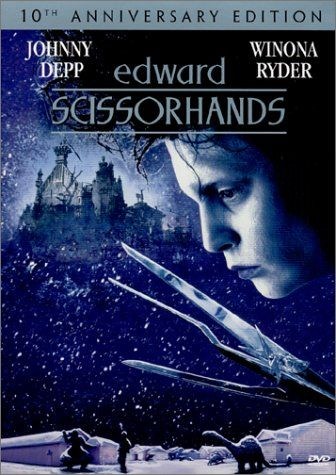 10TH ANNIVERSARY EDITION
JOHNNY DEPP
WINONA RYDER
edward
SCISSORHANDS
DVD